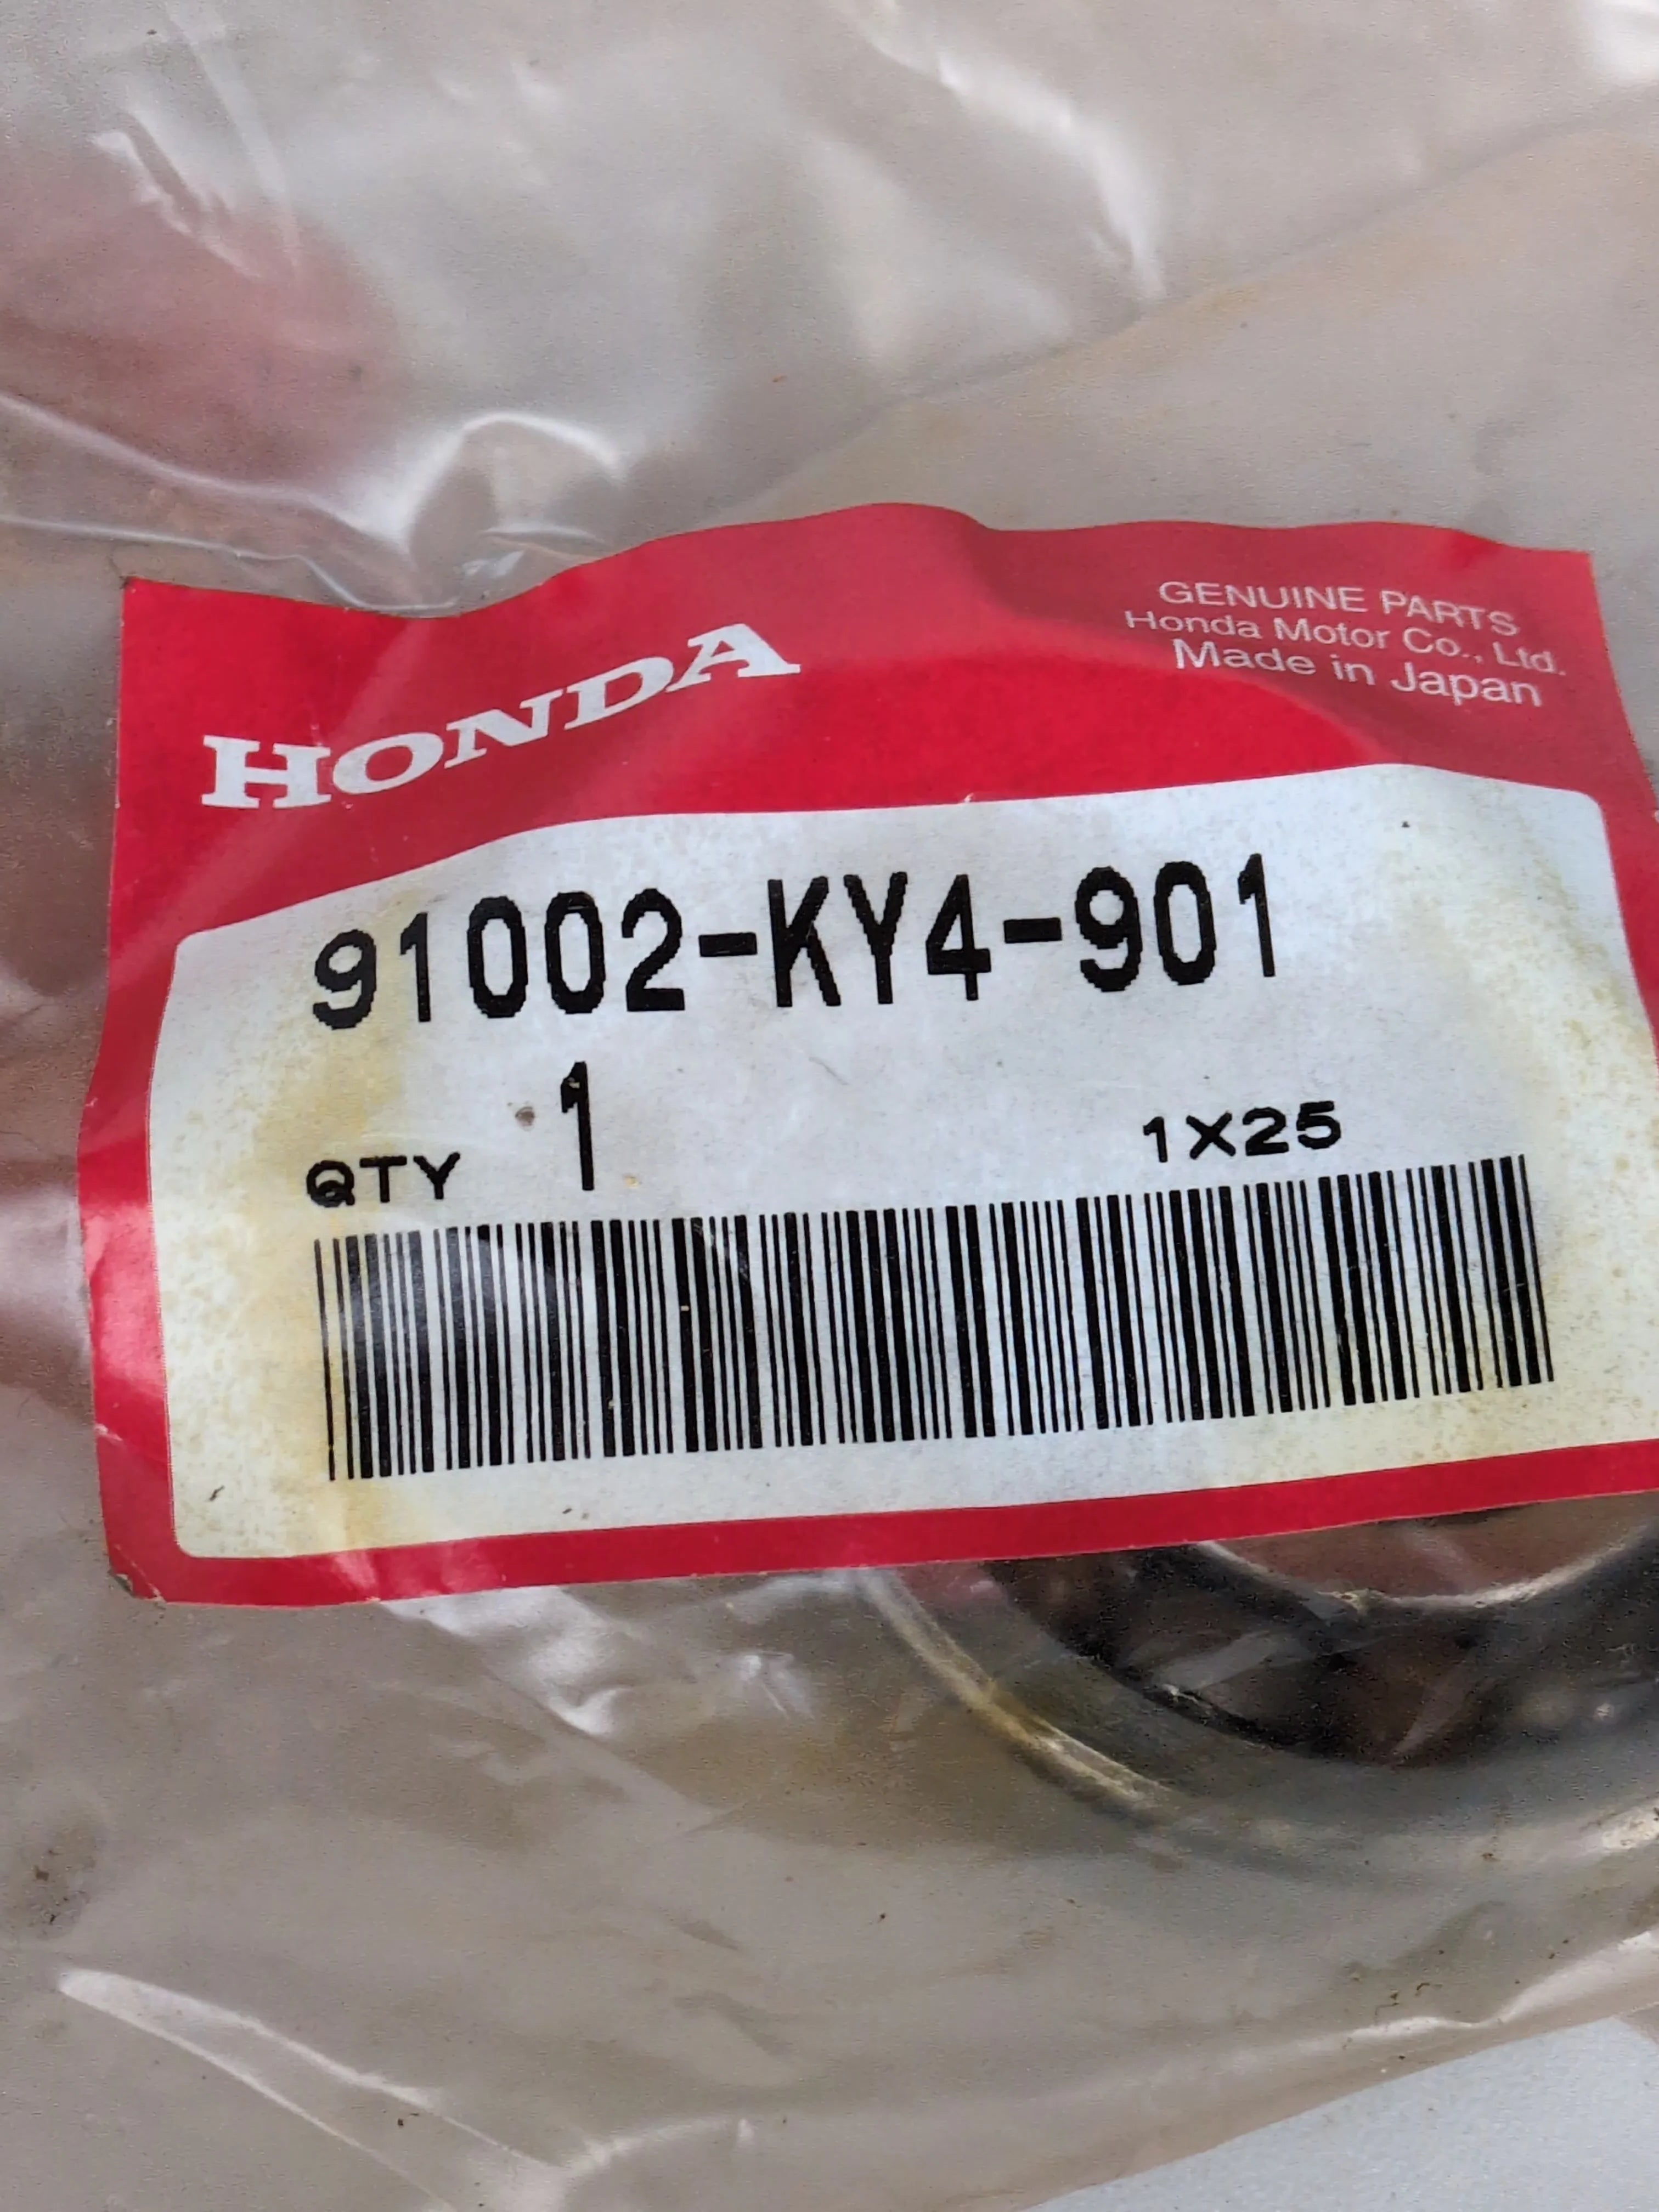 HONDA
GENUINE PARTS
Honda Motor Co., Ltd.
Made in Japan
91002-KY4-901
QTY 1 1X25